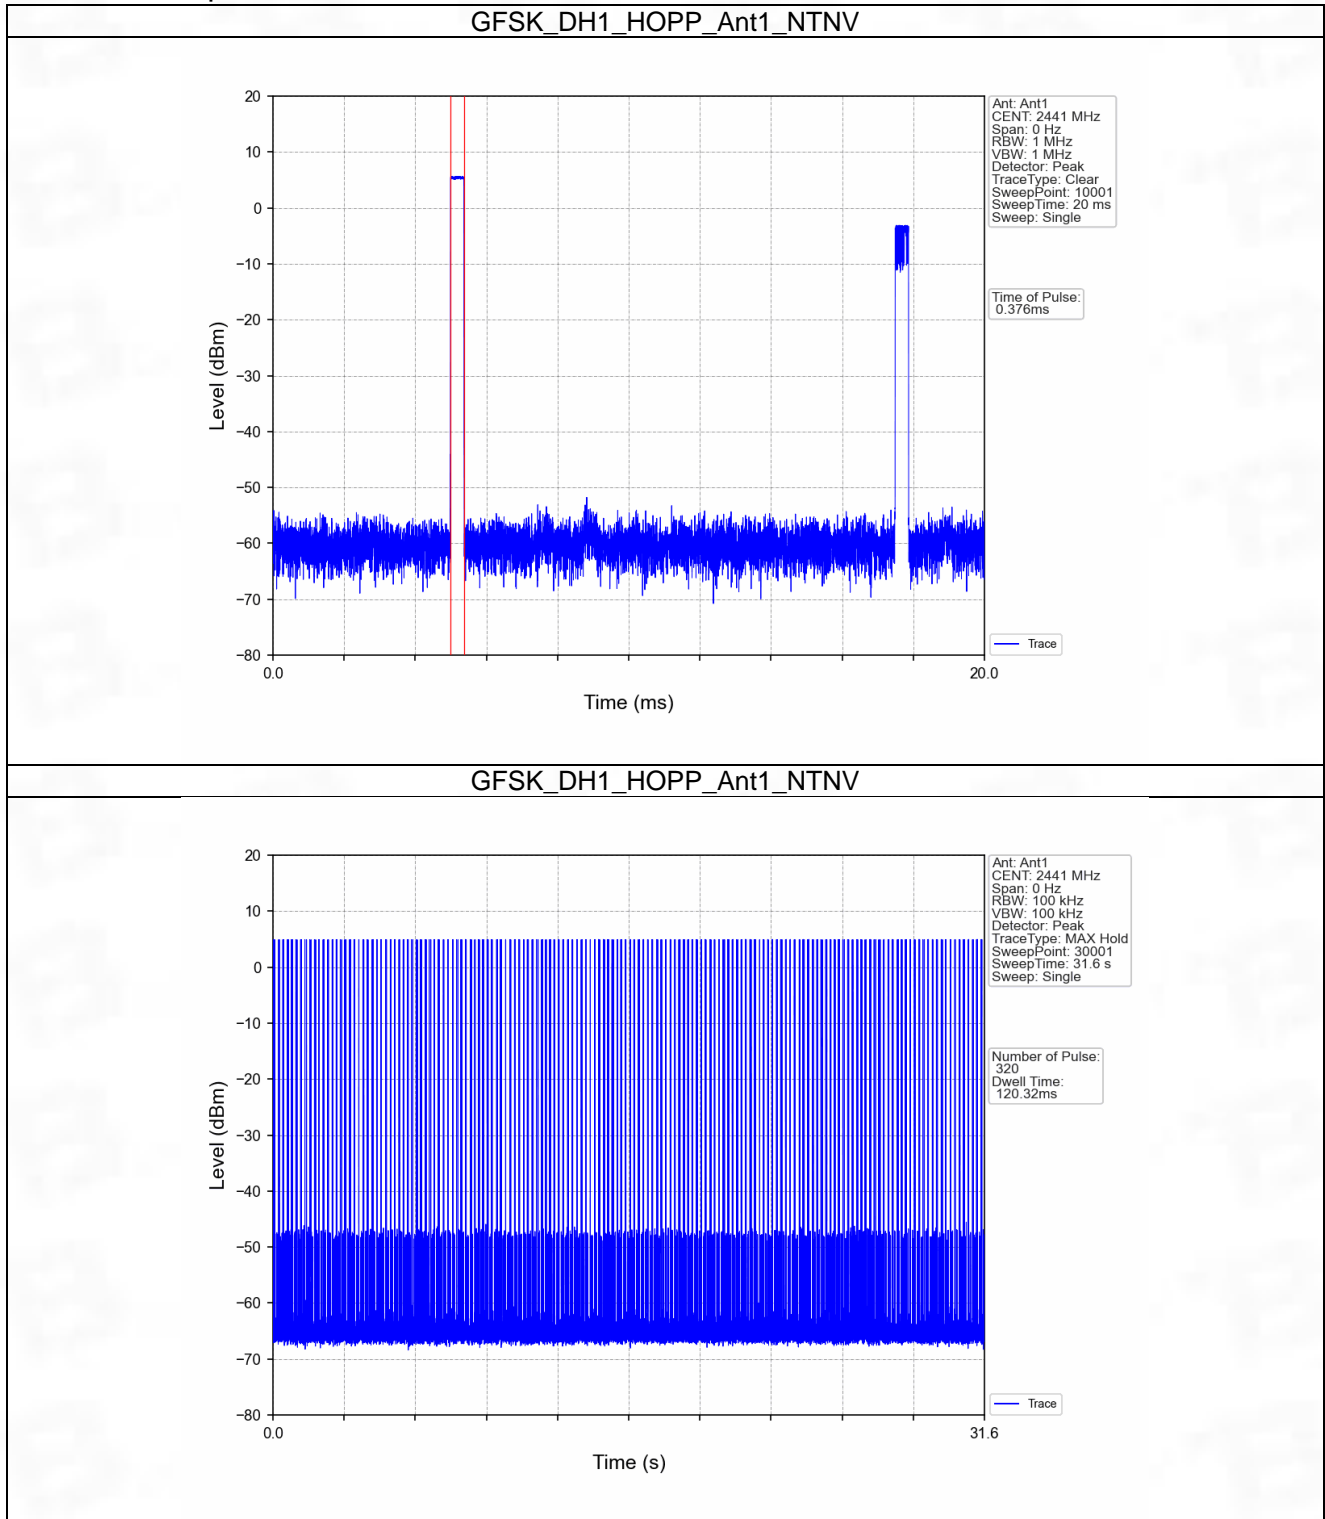 GFSK_DH1_HOPP_Ant1_NTNV
20
10
0
−10
−20
−30
−40
−50
−60
−70
−80
Level (dBm)
0.0
20.0
Time (ms)
Ant: Ant1
CENT: 2441 MHz
Span: 0 Hz
RBW: 1 MHz
VBW: 1 MHz
Detector: Peak
TraceType: Clear
SweepPoint: 10001
SweepTime: 20 ms
Sweep: Single
Time of Pulse:
0.376ms
Trace
GFSK_DH1_HOPP_Ant1_NTNV
20
10
0
−10
−20
−30
−40
−50
−60
−70
−80
Level (dBm)
0.0
31.6
Time (s)
Ant: Ant1
CENT: 2441 MHz
Span: 0 Hz
RBW: 100 kHz
VBW: 100 kHz
Detector: Peak
TraceType: MAX Hold
SweepPoint: 30001
SweepTime: 31.6 s
Sweep: Single
Number of Pulse:
320
Dwell Time:
120.32ms
Trace